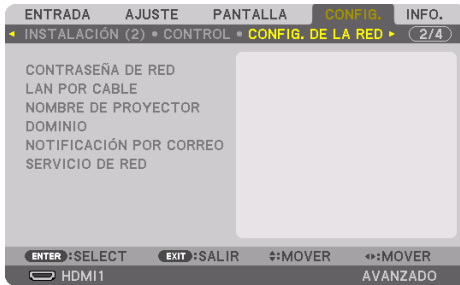 ENTRADA AJUSTE PANTALLA CONFIG. INFO.
INSTALACIÓN (2) • CONTROL • CONFIG. DE LA RED 2/4
CONTRASEÑA DE RED
LAN POR CABLE
NOMBRE DE PROYECTOR
DOMINIO
NOTIFICACIÓN POR CORREO
SERVICIO DE RED
ENTER :SELECT EXIT :SALIR :MOVER :MOVER
HDMI1 AVANZADO